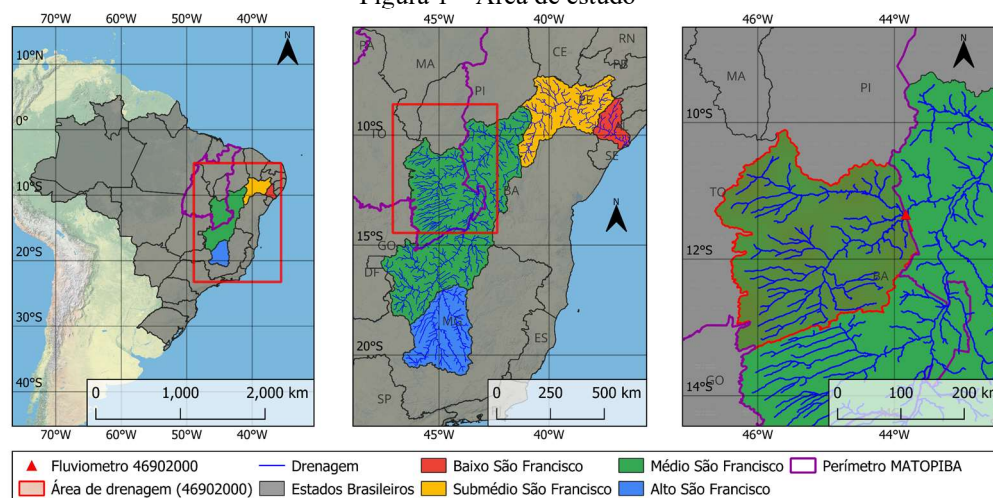 Figura 1 – Área de estudo
70°W 60°W 50°W 40°W
45°W 40°W
46°W 44°W
N
N
N
10°N
0°
10°S
20°S
30°S
40°S
0 1,000 2,000 km
70°W 60°W 50°W 40°W
PA
MA
CE
RN
PB
PI
PE
TO
10°S
SE
BA
15°S
GO
DF
MG
ES
20°S
SP
0 250 500 km
45°W 40°W
MA
PI
10°S
TO
12°S
BA
GO
14°S
0 100 200 km
46°W 44°W
Fluviometro 46902000
Drenagem
Baixo São Francisco
Médio São Francisco
Perímetro MATOPIBA
Área de drenagem (46902000)
Estados Brasileiros
Submédio São Francisco
Alto São Francisco